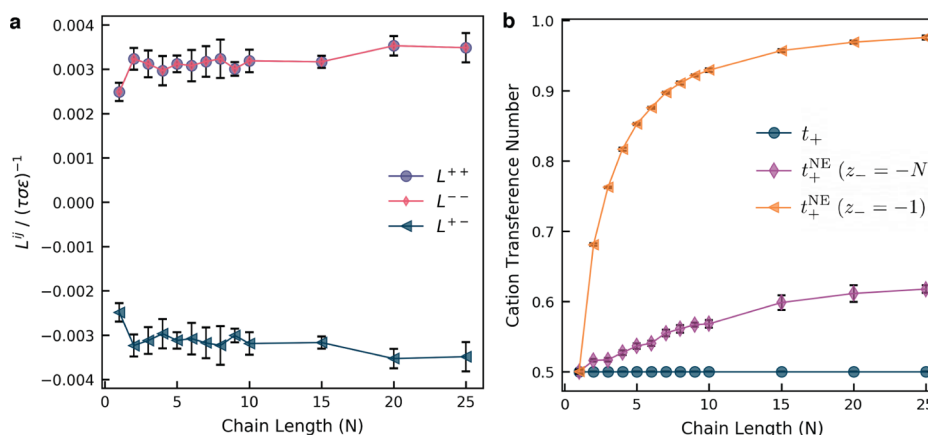 a
0.004
0.003
0.002
0.001
0.000
−0.001
−0.002
−0.003
−0.004
L^{ij} / (τσε)^{−1}
L^{++}
L^{−−}
L^{+−}
0 5 10 15 20 25
Chain Length (N)
b
1.0
0.9
0.8
0.7
0.6
0.5
Cation Transference Number
t_+
t_+^{NE} (z_− = −N
t_+^{NE} (z_− = −1)
0 5 10 15 20 25
Chain Length (N)